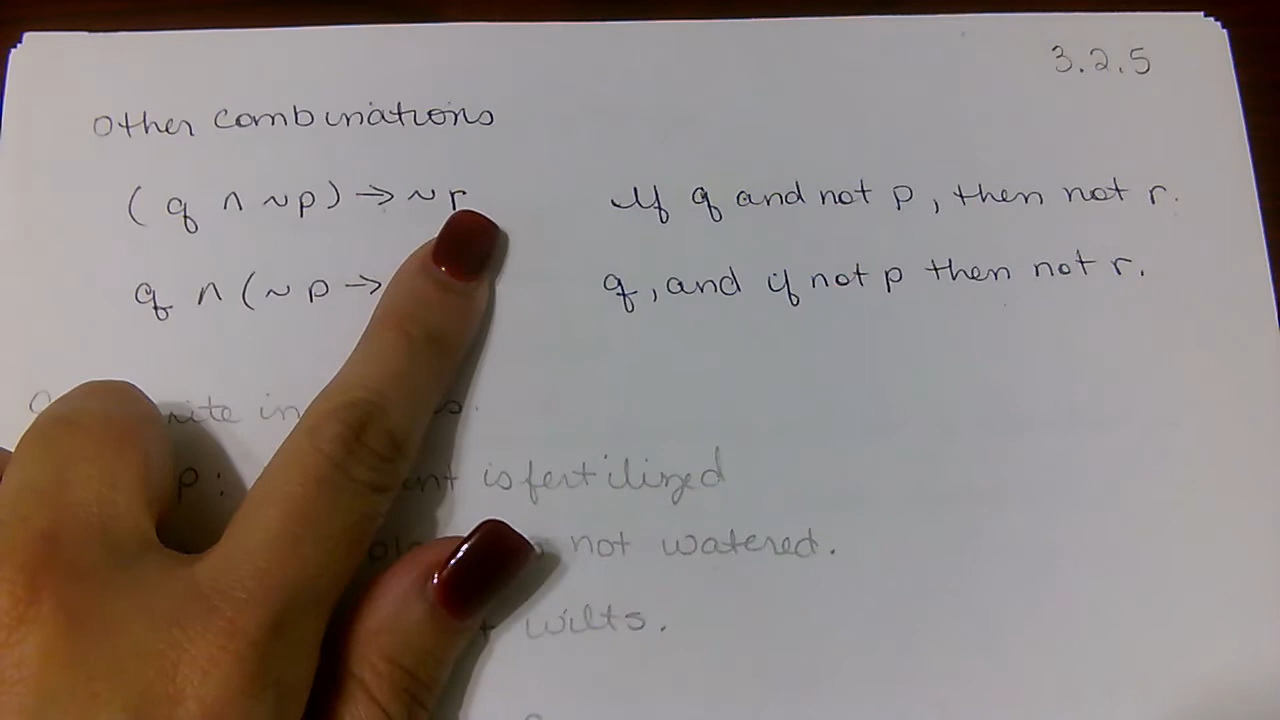 3.2.5
Other combinations
(q ∧ ~p) → ~r If q and not p, then not r.
q ∧ (~p → q, and if not p then not r.
p: is fertilized
not watered.
wilts.